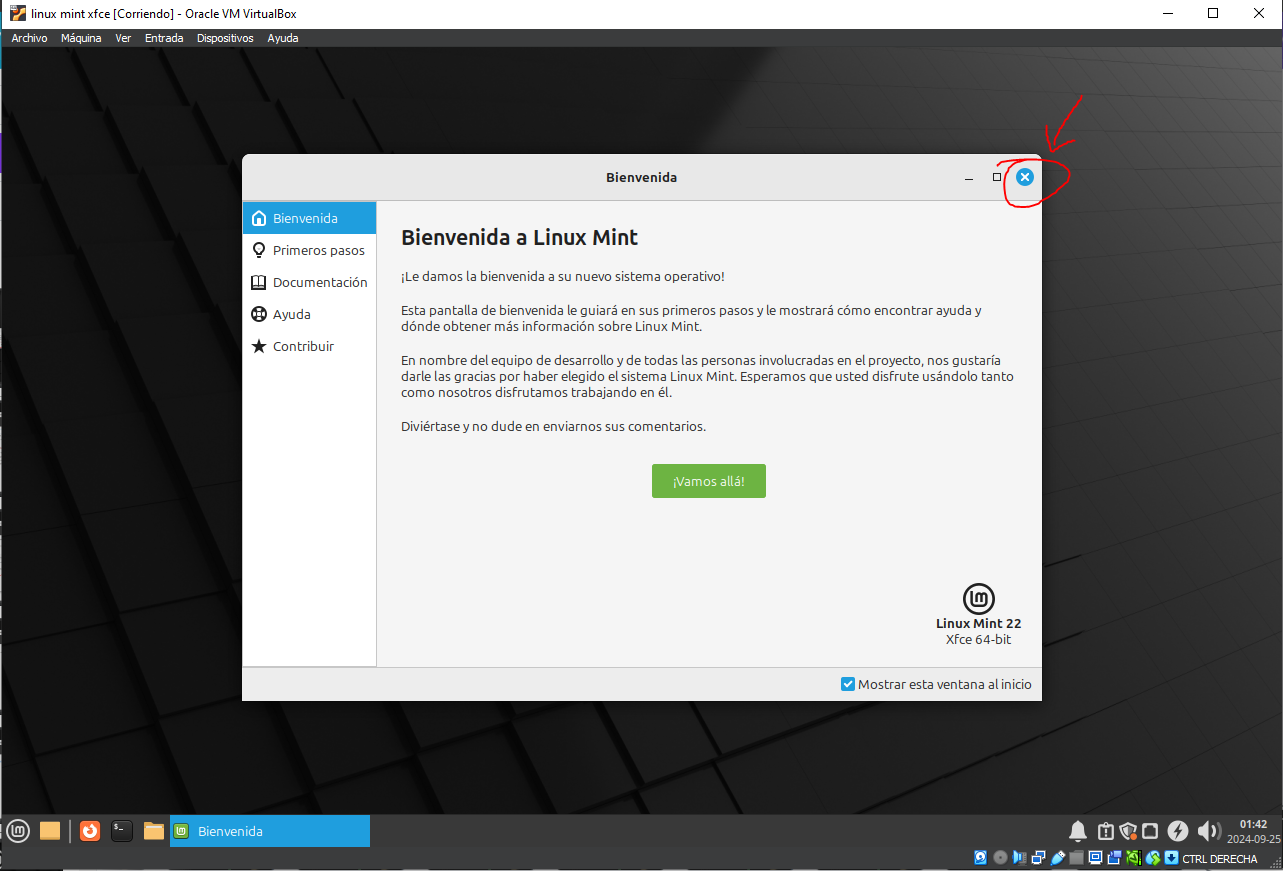 linux mint xfce [Corriendo] - Oracle VM VirtualBox
Archivo Máquina Ver Entrada Dispositivos Ayuda
Bienvenida
Bienvenida
Primeros pasos
Documentación
Ayuda
Contribuir
Bienvenida a Linux Mint
¡Le damos la bienvenida a su nuevo sistema operativo!
Esta pantalla de bienvenida le guiará en sus primeros pasos y le mostrará cómo encontrar ayuda y
dónde obtener más información sobre Linux Mint.
En nombre del equipo de desarrollo y de todas las personas involucradas en el proyecto, nos gustaría
darle las gracias por haber elegido el sistema Linux Mint. Esperamos que usted disfrute usándolo tanto
como nosotros disfrutamos trabajando en él.
Diviértase y no dude en enviarnos sus comentarios.
¡Vamos allá!
Linux Mint 22
Xfce 64-bit
Mostrar esta ventana al inicio
Bienvenida
01:42
2024-09-25
CTRL DERECHA